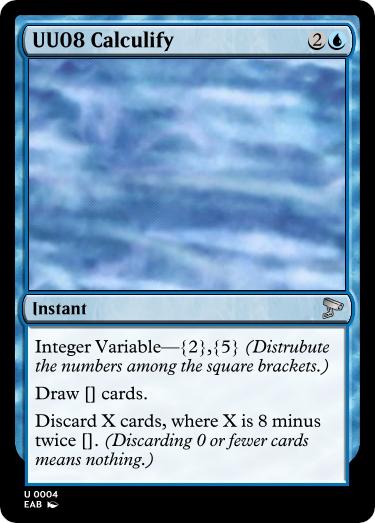 UU08 Calculify
2
Instant
Integer Variable—{2},{5} (Distrubute
the numbers among the square brackets.)
Draw [] cards.
Discard X cards, where X is 8 minus
twice []. (Discarding 0 or fewer cards
means nothing.)
U 0004
EAB